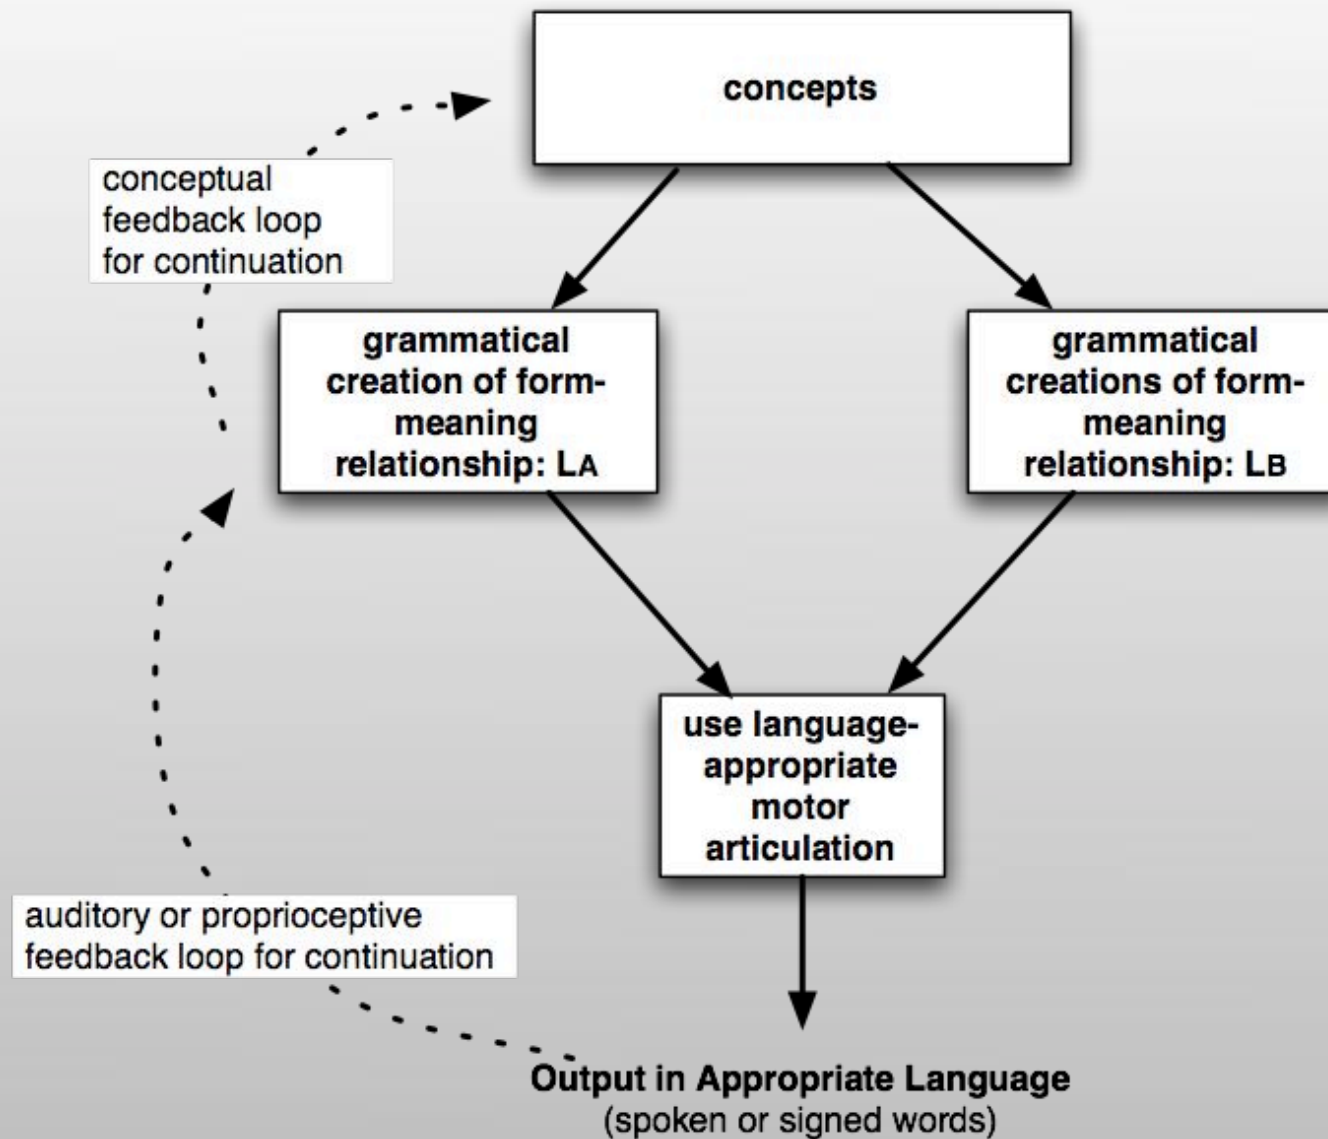 concepts
conceptual
feedback loop
for continuation
grammatical
creation of form-
meaning
relationship: LA
grammatical
creations of form-
meaning
relationship: LB
use language-
appropriate
motor
articulation
auditory or proprioceptive
feedback loop for continuation
Output in Appropriate Language
(spoken or signed words)